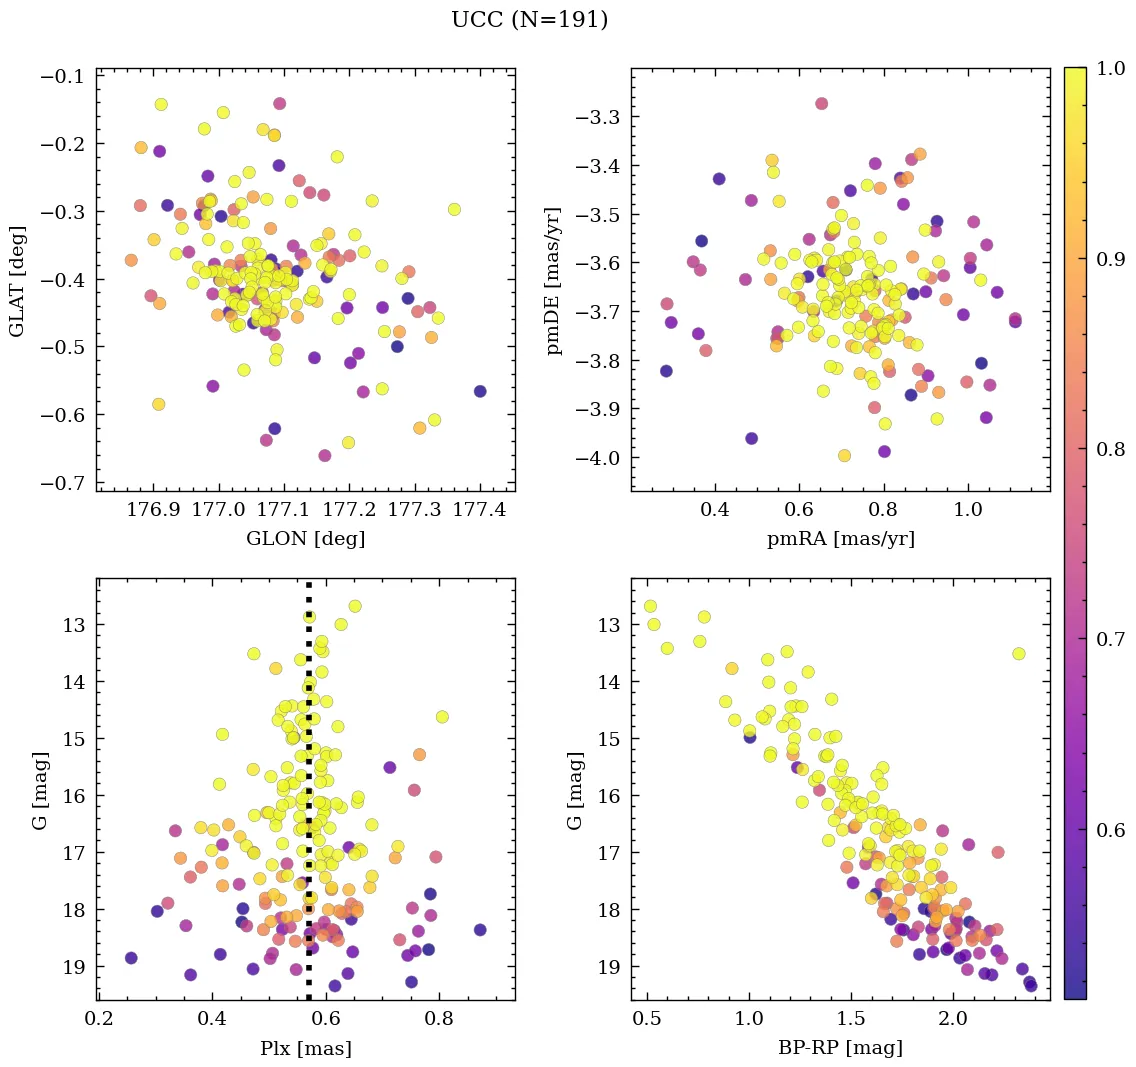 UCC (N=191)
−0.1
−0.2
−0.3
−0.4
−0.5
−0.6
−0.7
GLAT [deg]
176.9 177.0 177.1 177.2 177.3 177.4
GLON [deg]
−3.3
−3.4
−3.5
−3.6
−3.7
−3.8
−3.9
−4.0
pmDE [mas/yr]
0.4 0.6 0.8 1.0
pmRA [mas/yr]
1.0
0.9
0.8
0.7
0.6
13
14
15
16
17
18
19
G [mag]
0.2 0.4 0.6 0.8
Plx [mas]
13
14
15
16
17
18
19
G [mag]
0.5 1.0 1.5 2.0
BP-RP [mag]